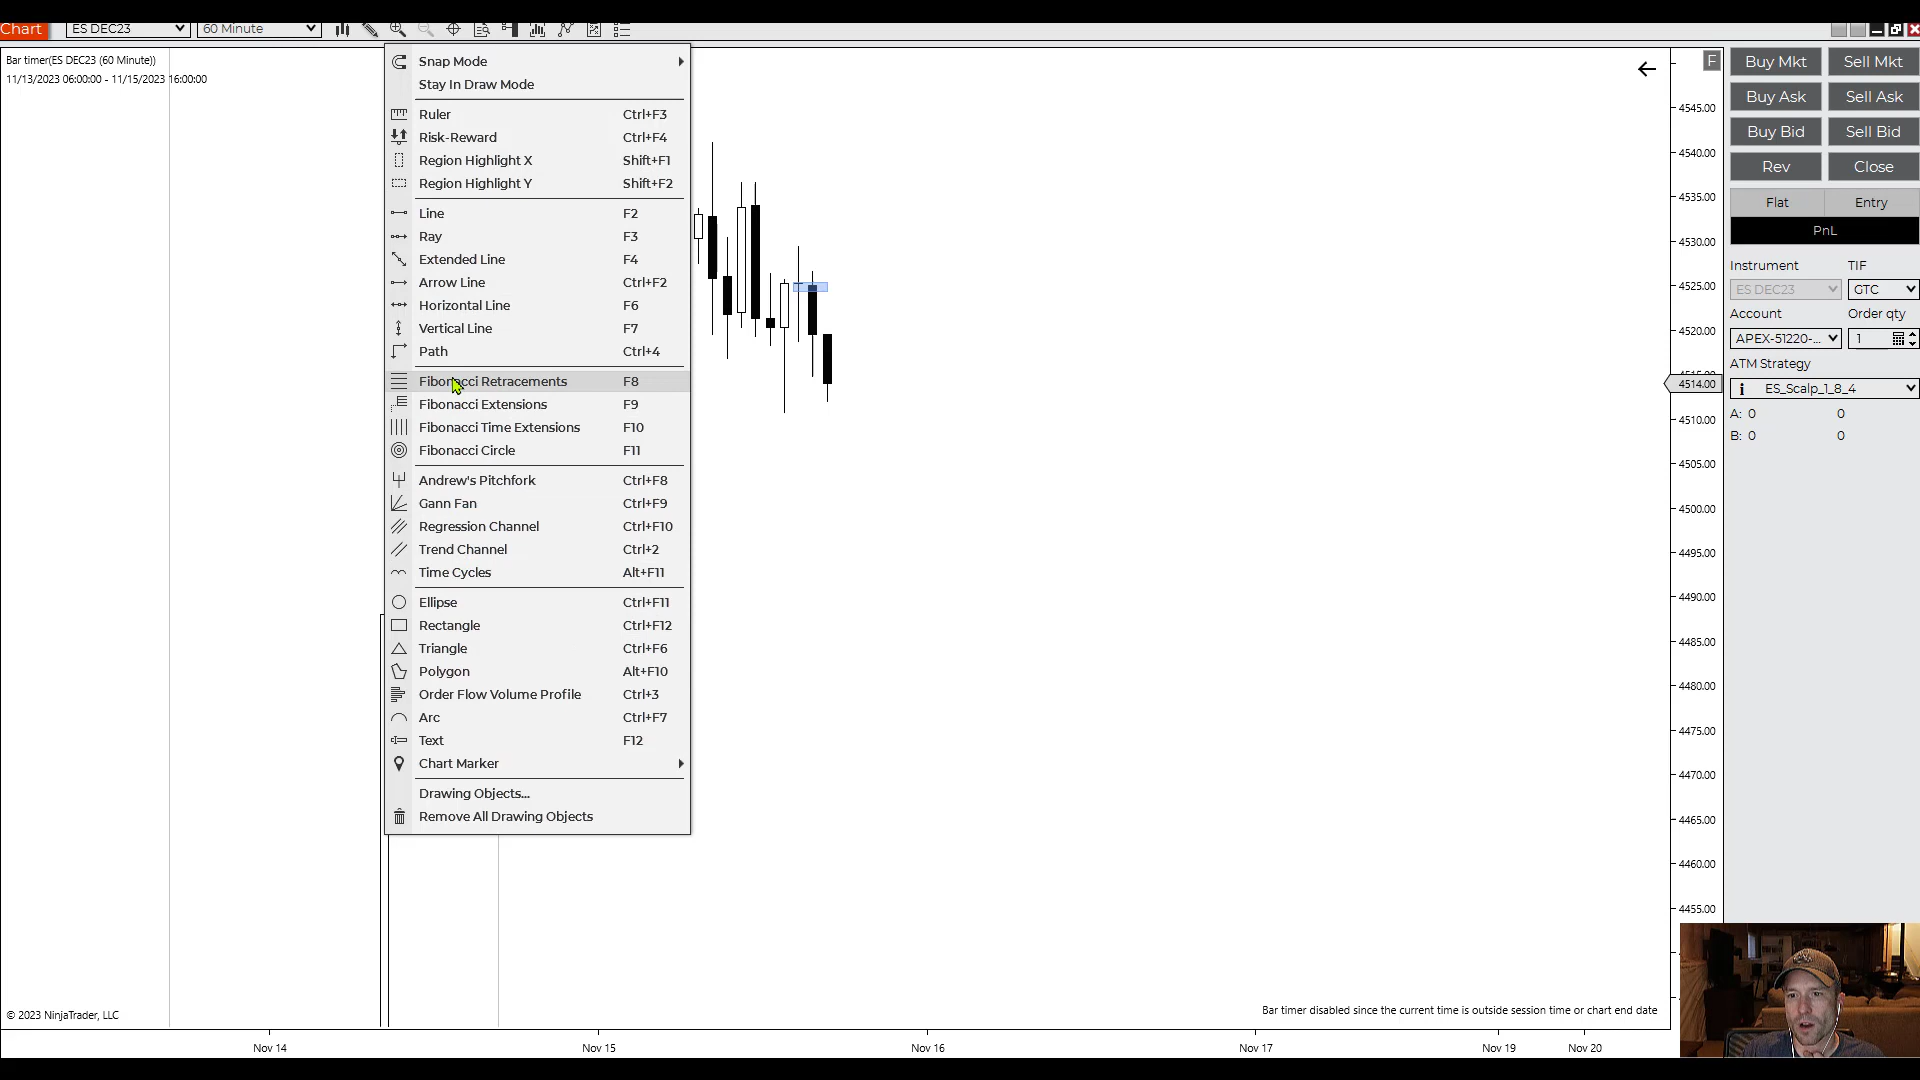 Chart ES DEC23 60 Minute
Bar timer(ES DEC23 (60 Minute))
11/13/2023 06:00:00 - 11/15/2023 16:00:00
Snap Mode
Stay In Draw Mode
Ruler Ctrl+F3
Risk-Reward Ctrl+F4
Region Highlight X Shift+F1
Region Highlight Y Shift+F2
Line F2
Ray F3
Extended Line F4
Arrow Line Ctrl+F2
Horizontal Line F6
Vertical Line F7
Path Ctrl+4
Fibonacci Retracements F8
Fibonacci Extensions F9
Fibonacci Time Extensions F10
Fibonacci Circle F11
Andrew's Pitchfork Ctrl+F8
Gann Fan Ctrl+F9
Regression Channel Ctrl+F10
Trend Channel Ctrl+2
Time Cycles Alt+F11
Ellipse Ctrl+F11
Rectangle Ctrl+F12
Triangle Ctrl+F6
Polygon Alt+F10
Order Flow Volume Profile Ctrl+3
Arc Ctrl+F7
Text F12
Chart Marker
Drawing Objects...
Remove All Drawing Objects
F
4545.00
4540.00
4535.00
4530.00
4525.00
4520.00
4514.00
4510.00
4505.00
4500.00
4495.00
4490.00
4485.00
4480.00
4475.00
4470.00
4465.00
4460.00
4455.00
Buy Mkt Sell Mkt
Buy Ask Sell Ask
Buy Bid Sell Bid
Rev Close
Flat Entry
PnL
Instrument TIF
ES DEC23 GTC
Account Order qty
APEX-51220-... 1
ATM Strategy
ES_Scalp_1_8_4
A: 0 0
B: 0 0
© 2023 NinjaTrader, LLC
Bar timer disabled since the current time is outside session time or chart end date
Nov 14 Nov 15 Nov 16 Nov 17 Nov 19 Nov 20